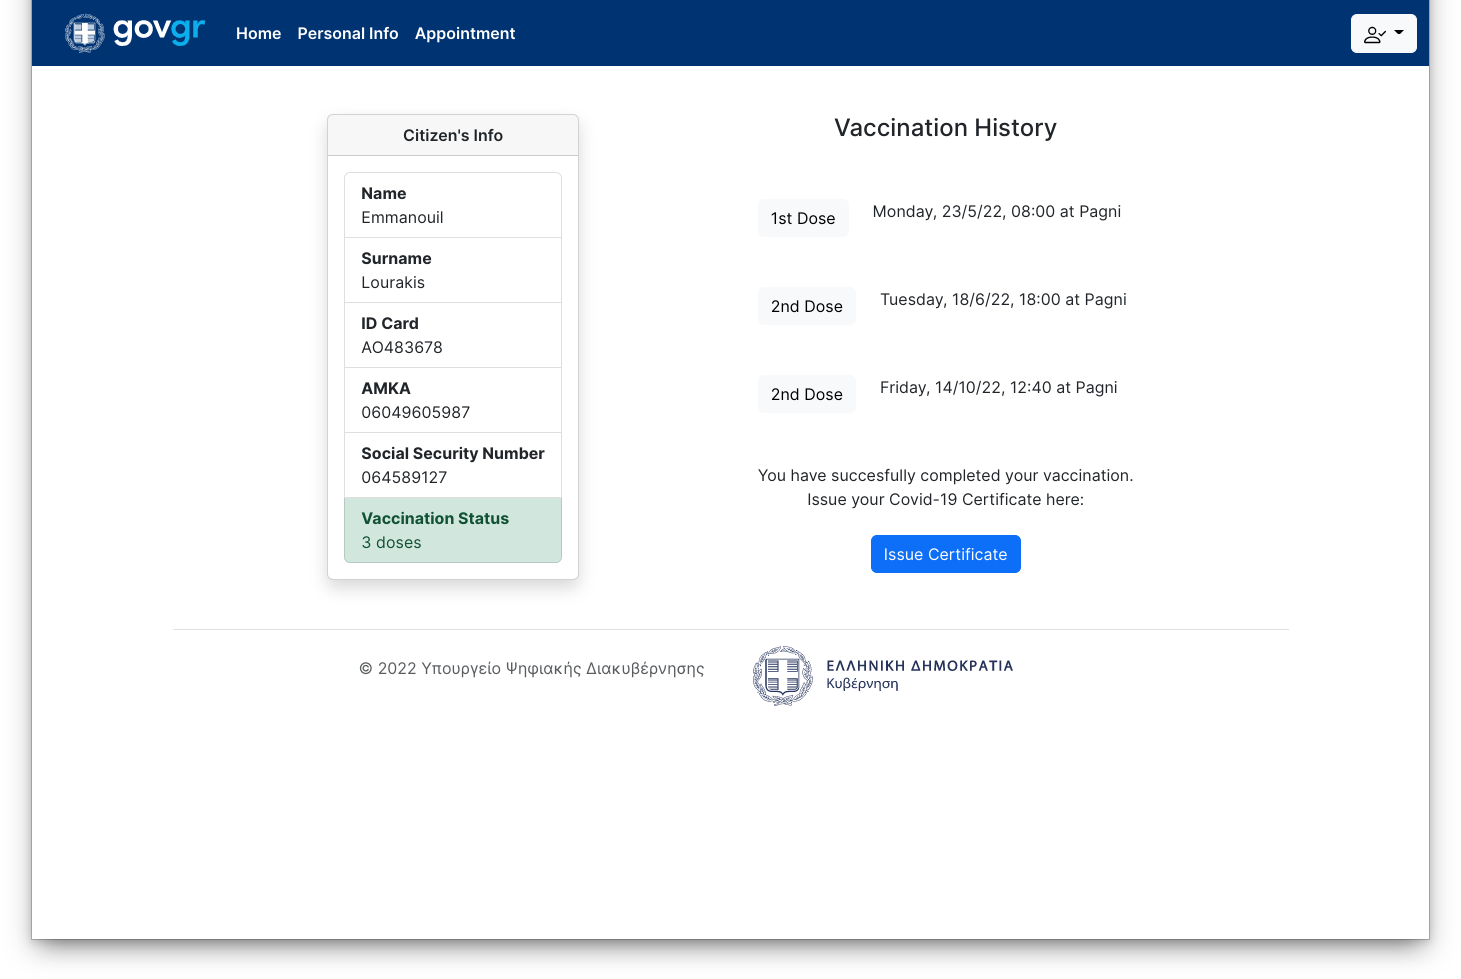 govgr Home Personal Info Appointment
Citizen's Info
Name
Emmanouil
Surname
Lourakis
ID Card
AO483678
AMKA
06049605987
Social Security Number
064589127
Vaccination Status
3 doses
Vaccination History
1st Dose Monday, 23/5/22, 08:00 at Pagni
2nd Dose Tuesday, 18/6/22, 18:00 at Pagni
2nd Dose Friday, 14/10/22, 12:40 at Pagni
You have succesfully completed your vaccination.
Issue your Covid-19 Certificate here:
Issue Certificate
© 2022 Υπουργείο Ψηφιακής Διακυβέρνησης
ΕΛΛΗΝΙΚΗ ΔΗΜΟΚΡΑΤΙΑ
Κυβέρνηση